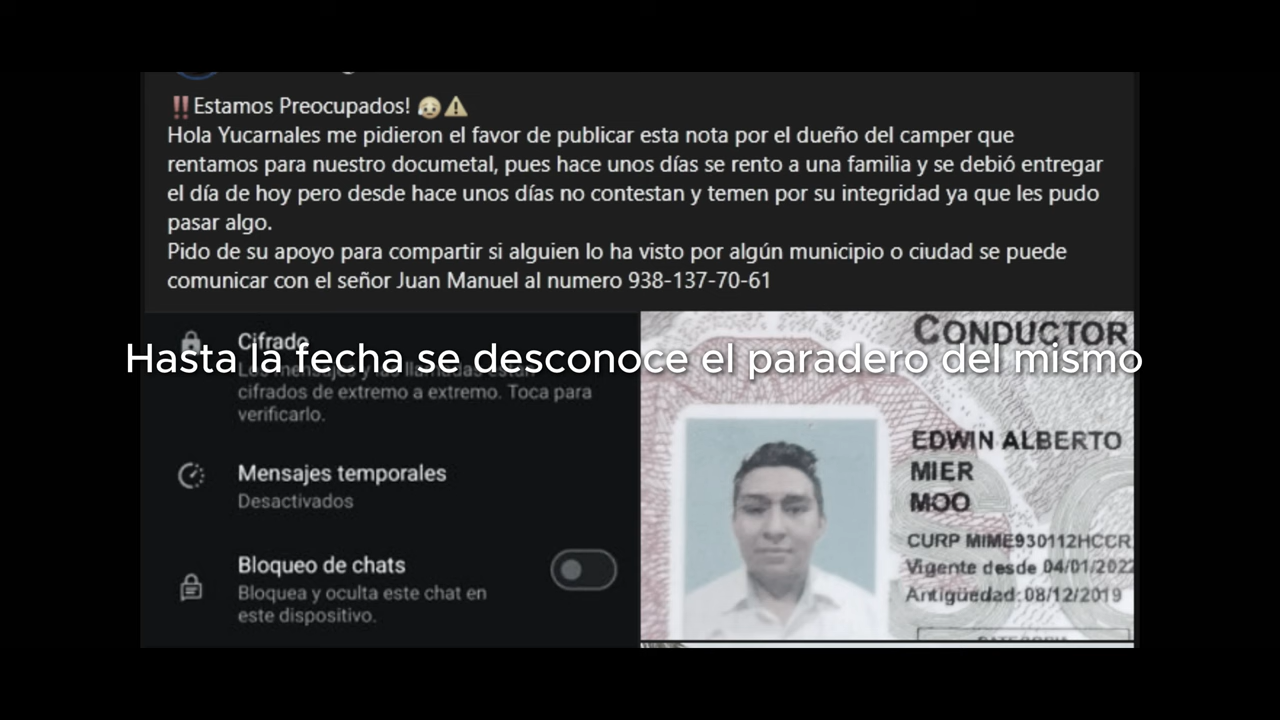 ‼️Estamos Preocupados! 😥⚠️
Hola Yucarnales me pidieron el favor de publicar esta nota por el dueño del camper que
rentamos para nuestro documetal, pues hace unos días se rento a una familia y se debió entregar
el día de hoy pero desde hace unos días no contestan y temen por su integridad ya que les pudo
pasar algo.
Pido de su apoyo para compartir si alguien lo ha visto por algún municipio o ciudad se puede
comunicar con el señor Juan Manuel al numero 938-137-70-61
Cifrado
Hasta la fecha se desconoce el paradero del mismo
cifrados de extremo a extremo. Toca para
verificarlo.
Mensajes temporales
Desactivados
Bloqueo de chats
Bloquea y oculta este chat en
este dispositivo.
CONDUCTOR
EDWIN ALBERTO
MIER
MOO
CURP MIME930112HCCR
Vigente desde 04/01/2022
Antigüedad:08/12/2019